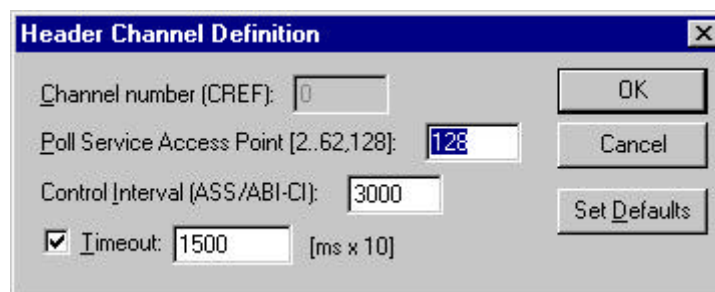 Header Channel Definition
Channel number (CREF): 0
OK
Poll Service Access Point [2..62,128]: 128
Cancel
Control Interval (ASS/ABI-CI): 3000
Set Defaults
Timeout: 1500 [ms x 10]